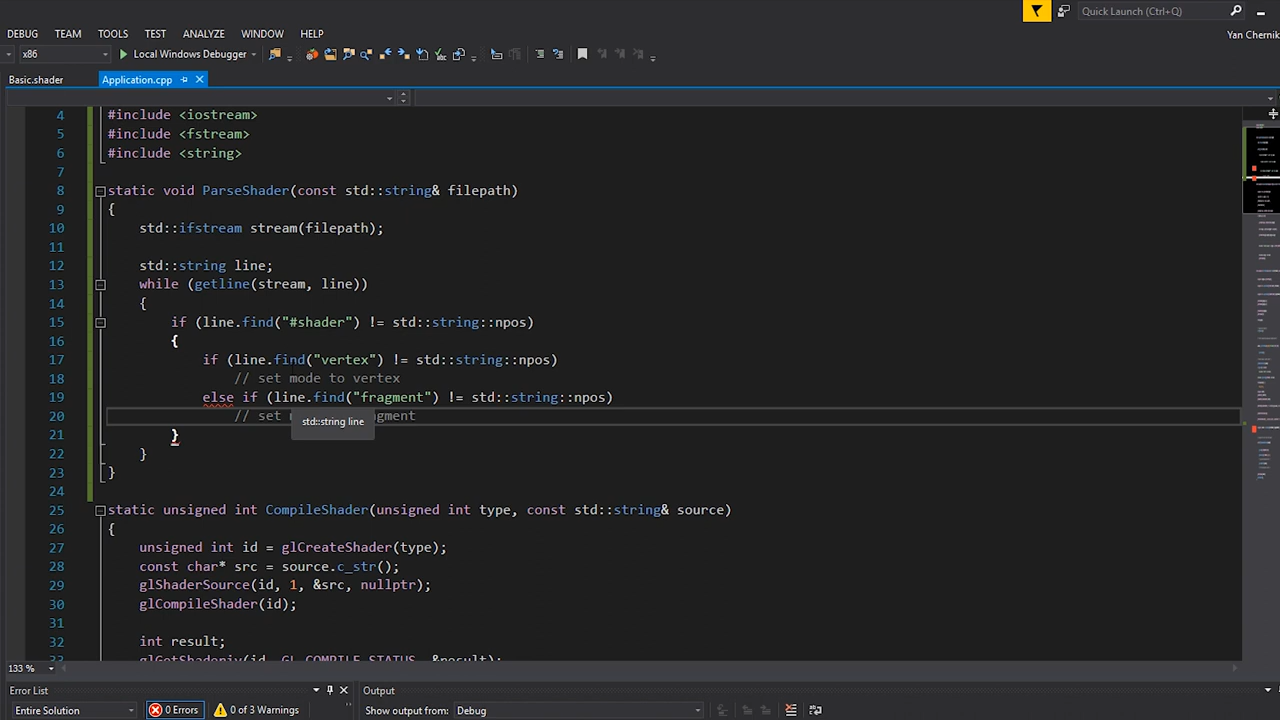 Quick Launch (Ctrl+Q)
DEBUG TEAM TOOLS TEST ANALYZE WINDOW HELP
Yan Chernik
x86 Local Windows Debugger
Basic.shader Application.cpp
4 #include <iostream>
5 #include <fstream>
6 #include <string>
7
8 static void ParseShader(const std::string& filepath)
9 {
10 std::ifstream stream(filepath);
11
12 std::string line;
13 while (getline(stream, line))
14 {
15 if (line.find("#shader") != std::string::npos)
16 {
17 if (line.find("vertex") != std::string::npos)
18 // set mode to vertex
19 else if (line.find("fragment") != std::string::npos)
20 // set gment
std::string line
21 }
22 }
23 }
24
25 static unsigned int CompileShader(unsigned int type, const std::string& source)
26 {
27 unsigned int id = glCreateShader(type);
28 const char* src = source.c_str();
29 glShaderSource(id, 1, &src, nullptr);
30 glCompileShader(id);
31
32 int result;
33 glGetShaderiv(id, GL_COMPILE_STATUS, &result);
133 %
Error List Output
Entire Solution 0 Errors 0 of 3 Warnings Show output from: Debug